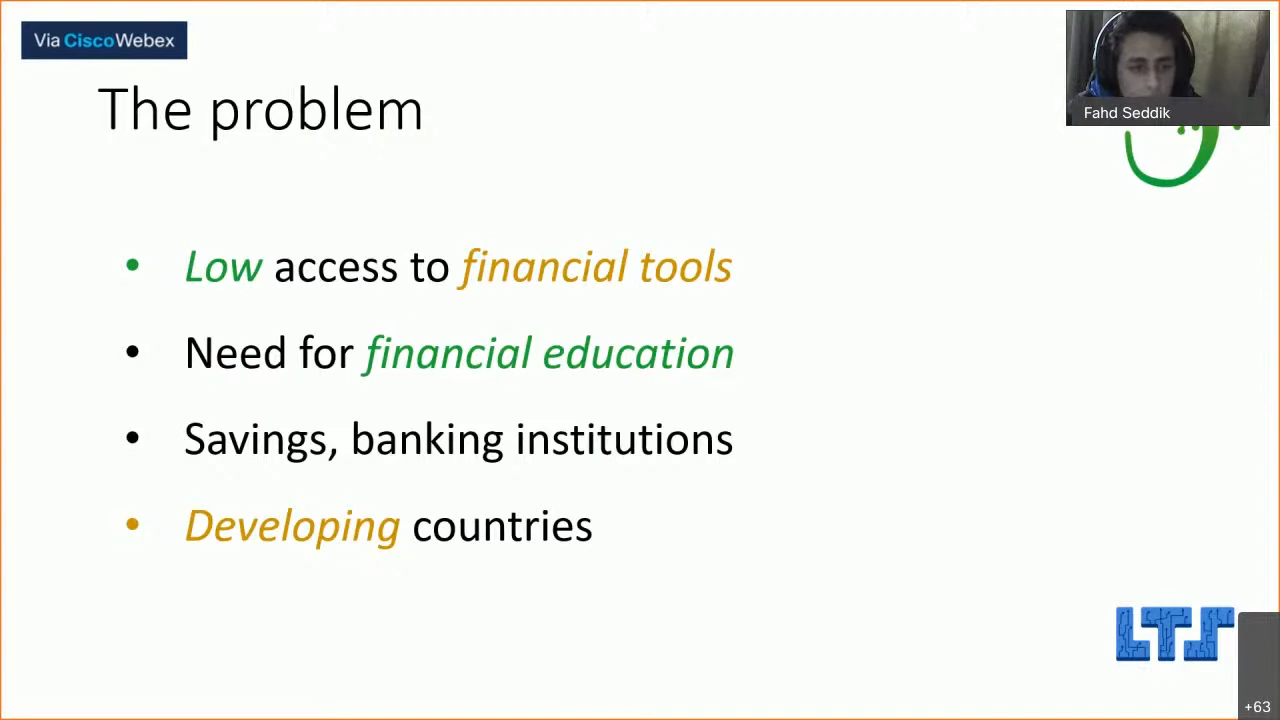 Via CiscoWebex
Fahd Seddik
The problem
• Low access to financial tools
• Need for financial education
• Savings, banking institutions
• Developing countries
LTS
+63